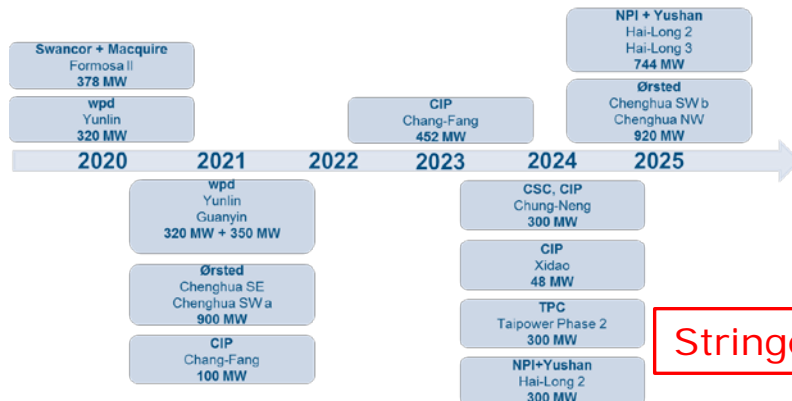 Swancor + Macquire
Formosa II
378 MW
wpd
Yunlin
320 MW
CIP
Chang-Fang
452 MW
NPI + Yushan
Hai-Long 2
Hai-Long 3
744 MW
Ørsted
Chenghua SW b
Chenghua NW
920 MW
2020 2021 2022 2023 2024 2025
wpd
Yunlin
Guanyin
320 MW + 350 MW
Ørsted
Chenghua SE
Chenghua SW a
900 MW
CIP
Chang-Fang
100 MW
CSC, CIP
Chung-Neng
300 MW
CIP
Xidao
48 MW
TPC
Taipower Phase 2
300 MW
NPI+Yushan
Hai-Long 2
300 MW